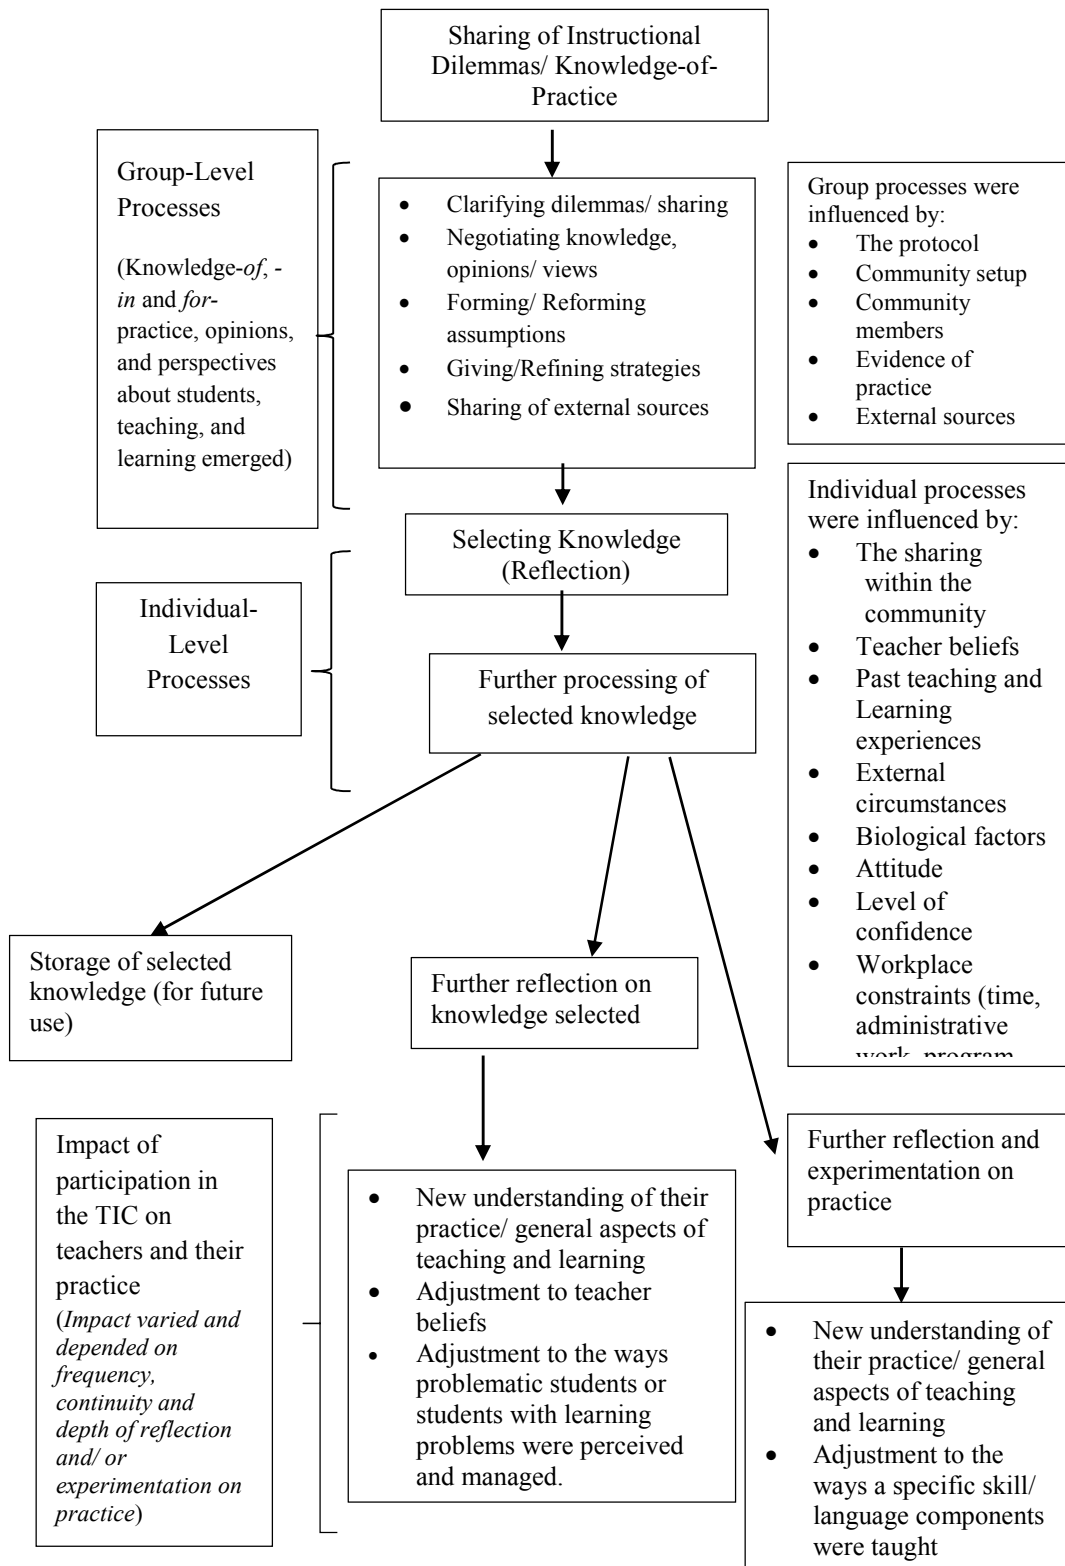 Sharing of Instructional
Dilemmas/ Knowledge-of-
Practice
Group-Level
Processes
(Knowledge-of, -
in and for-
practice, opinions,
and perspectives
about students,
teaching, and
learning emerged)
• Clarifying dilemmas/ sharing
• Negotiating knowledge,
opinions/ views
• Forming/ Reforming
assumptions
• Giving/Refining strategies
• Sharing of external sources
Group processes were
influenced by:
• The protocol
• Community setup
• Community
members
• Evidence of
practice
• External sources
Selecting Knowledge
(Reflection)
Individual-
Level
Processes
Further processing of
selected knowledge
Individual processes
were influenced by:
• The sharing
within the
community
• Teacher beliefs
• Past teaching and
Learning
experiences
• External
circumstances
• Biological factors
• Attitude
• Level of
confidence
• Workplace
constraints (time,
administrative
work, program
Storage of selected
knowledge (for future
use)
Further reflection on
knowledge selected
Further reflection and
experimentation on
practice
Impact of
participation in
the TIC on
teachers and their
practice
(Impact varied and
depended on
frequency,
continuity and
depth of reflection
and/ or
experimentation on
practice)
• New understanding of their
practice/ general aspects of
teaching and learning
• Adjustment to teacher
beliefs
• Adjustment to the ways
problematic students or
students with learning
problems were perceived
and managed.
• New understanding of
their practice/ general
aspects of teaching
and learning
• Adjustment to the
ways a specific skill/
language components
were taught